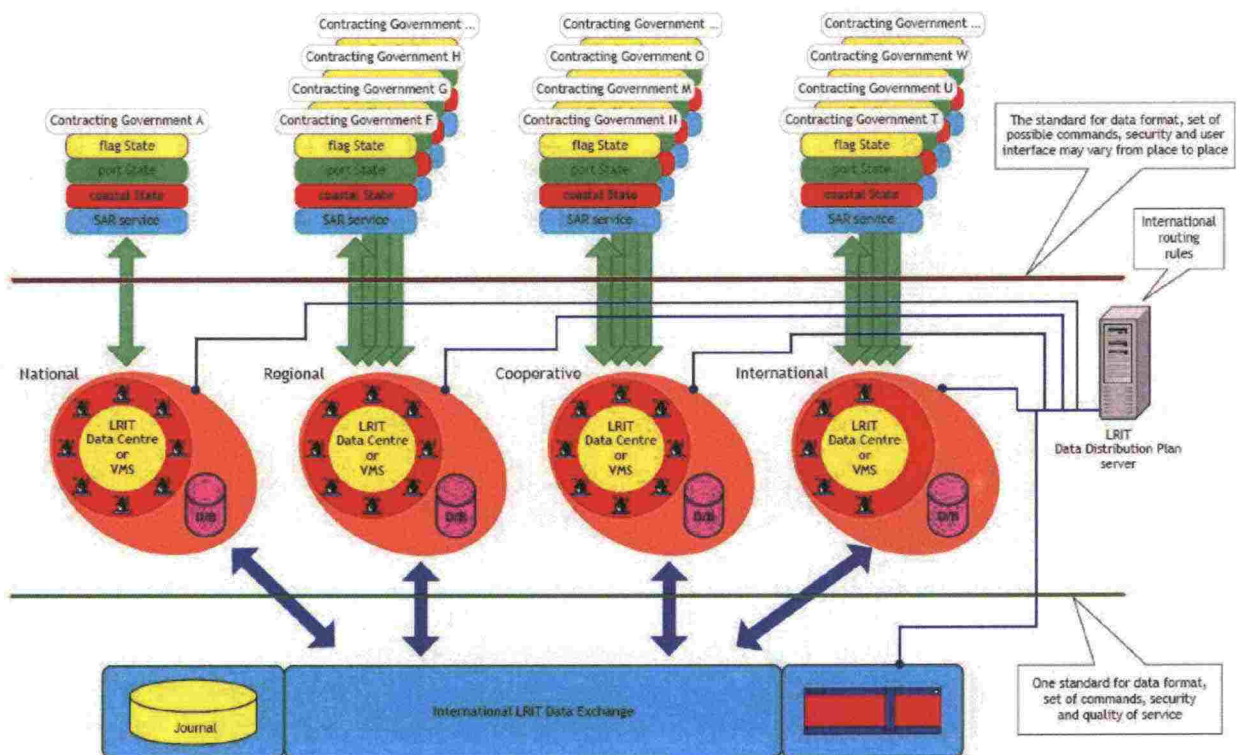 Contracting Government ...
Contracting Government H
Contracting Government G
Contracting Government F
Contracting Government ...
Contracting Government O
Contracting Government M
Contracting Government N
Contracting Government ...
Contracting Government W
Contracting Government U
Contracting Government T
Contracting Government A
flag State
port State
coastal State
SAR service
flag State
port State
coastal State
SAR service
flag State
port State
coastal State
SAR service
flag State
port State
coastal State
SAR service
The standard for data format, set of
possible commands, security and user
interface may vary from place to place
International
routing
rules
National
Regional
Cooperative
International
LRIT
Data Centre
or
VMS
D/B
LRIT
Data Centre
or
VMS
D/B
LRIT
Data Centre
or
VMS
D/B
LRIT
Data Centre
or
VMS
D/B
LRIT
Data Distribution Plan
server
Journal
International LRIT Data Exchange
One standard for data format,
set of commands, security
and quality of service